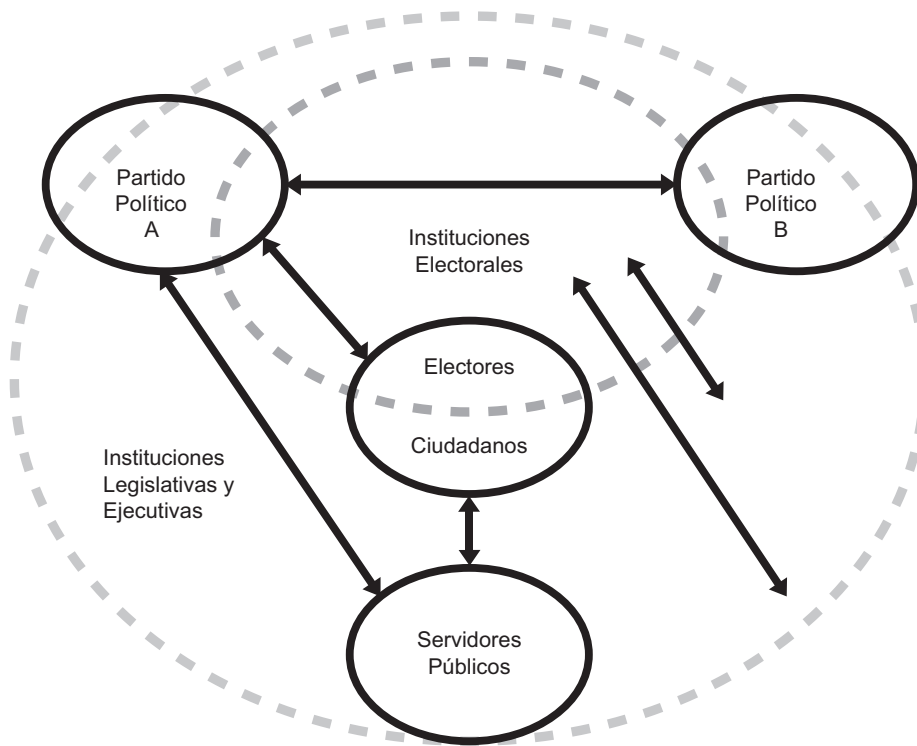 Partido
Político
A
Partido
Político
B
Instituciones
Electorales
Electores
Ciudadanos
Instituciones
Legislativas y
Ejecutivas
Servidores
Públicos